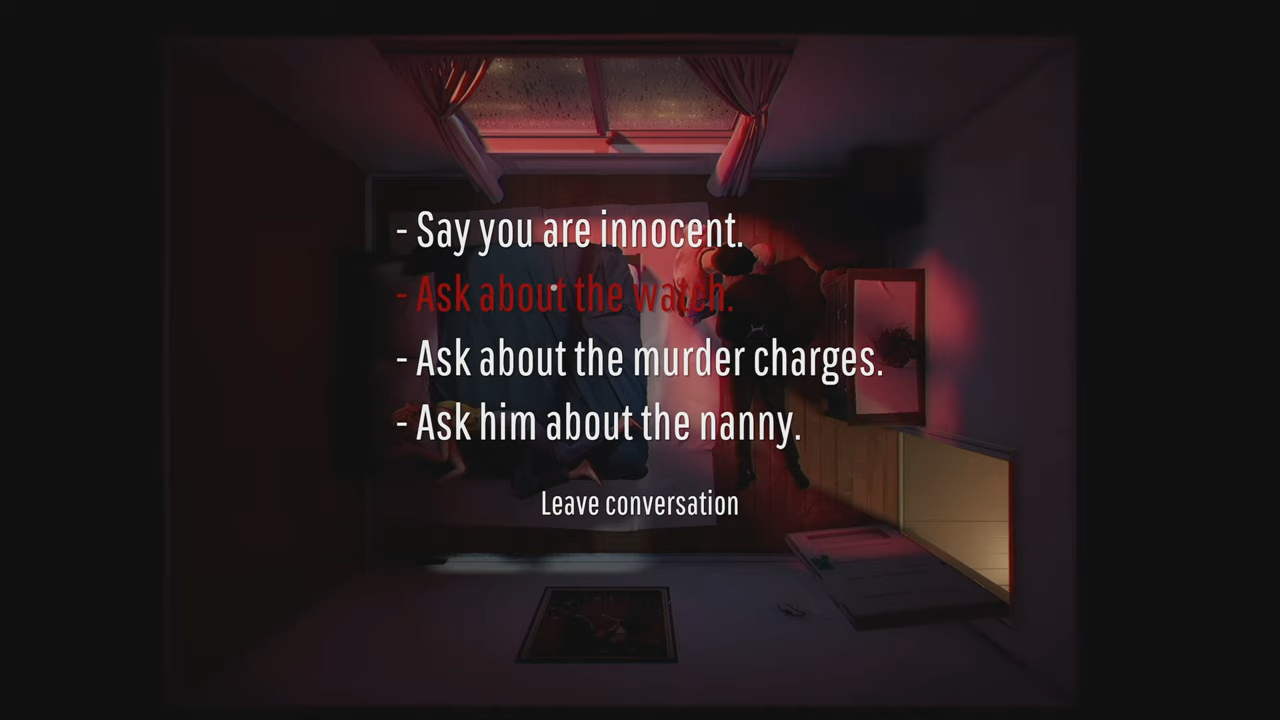 - Say you are innocent.
- Ask about the watch.
- Ask about the murder charges.
- Ask him about the nanny.
Leave conversation